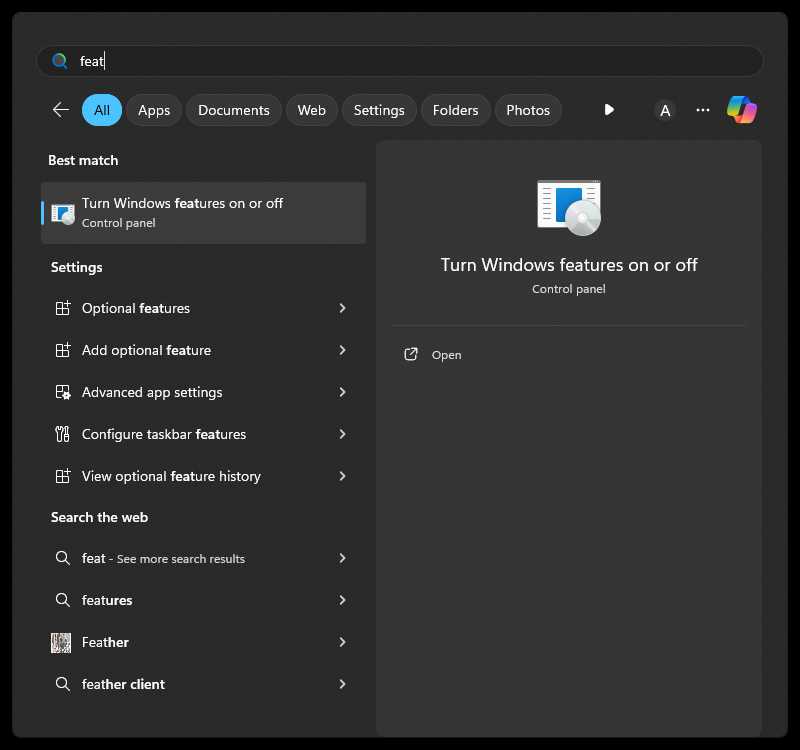 feat
All Apps Documents Web Settings Folders Photos A
Best match
Turn Windows features on or off
Control panel
Settings
Optional features
Add optional feature
Advanced app settings
Configure taskbar features
View optional feature history
Search the web
feat - See more search results
features
Feather
feather client
Turn Windows features on or off
Control panel
Open